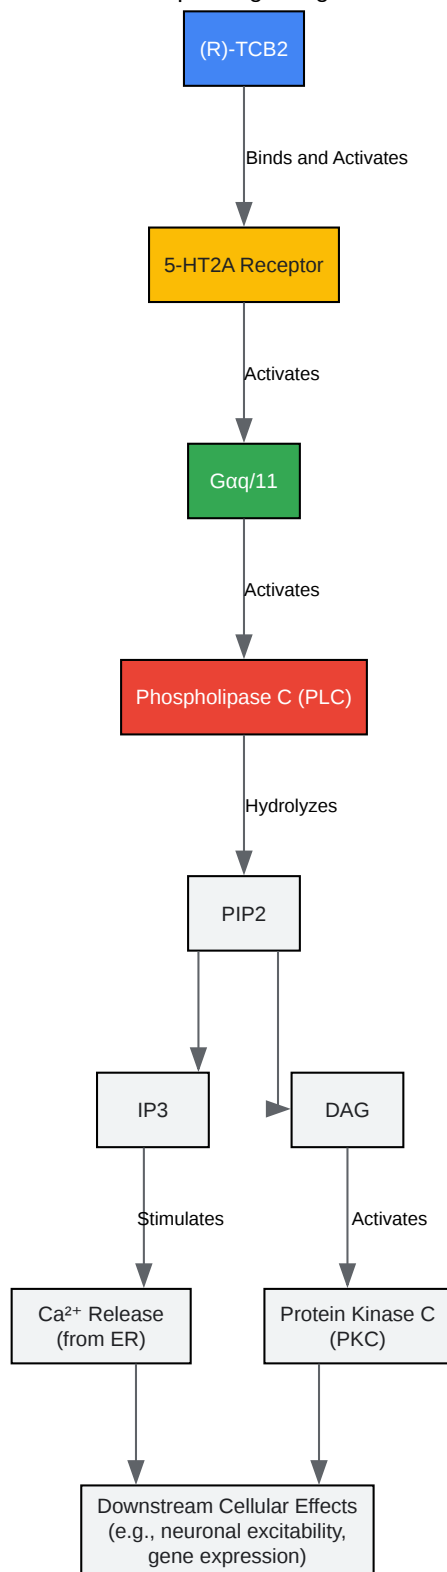 (R)-TCB2
Binds and Activates
5-HT2A Receptor
Activates
Gαq/11
Activates
Phospholipase C (PLC)
Hydrolyzes
PIP2
IP3
DAG
Stimulates
Activates
Ca²⁺ Release
(from ER)
Protein Kinase C
(PKC)
Downstream Cellular Effects
(e.g., neuronal excitability,
gene expression)